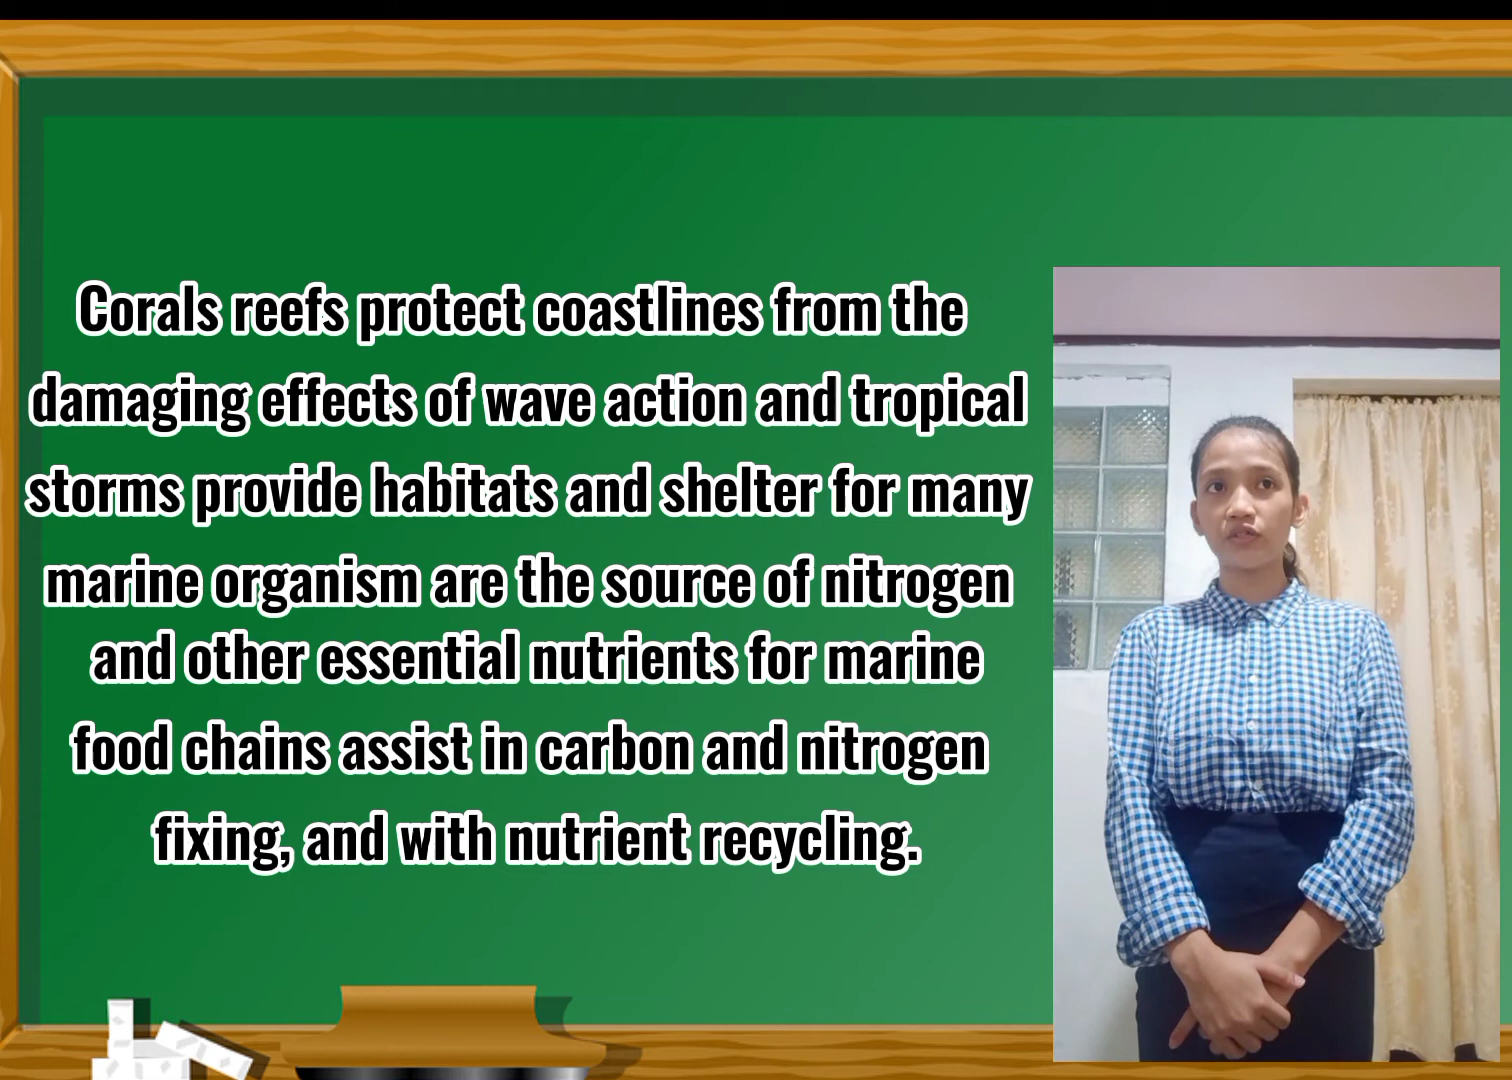 Corals reefs protect coastlines from the
damaging effects of wave action and tropical
storms provide habitats and shelter for many
marine organism are the source of nitrogen
and other essential nutrients for marine
food chains assist in carbon and nitrogen
fixing, and with nutrient recycling.